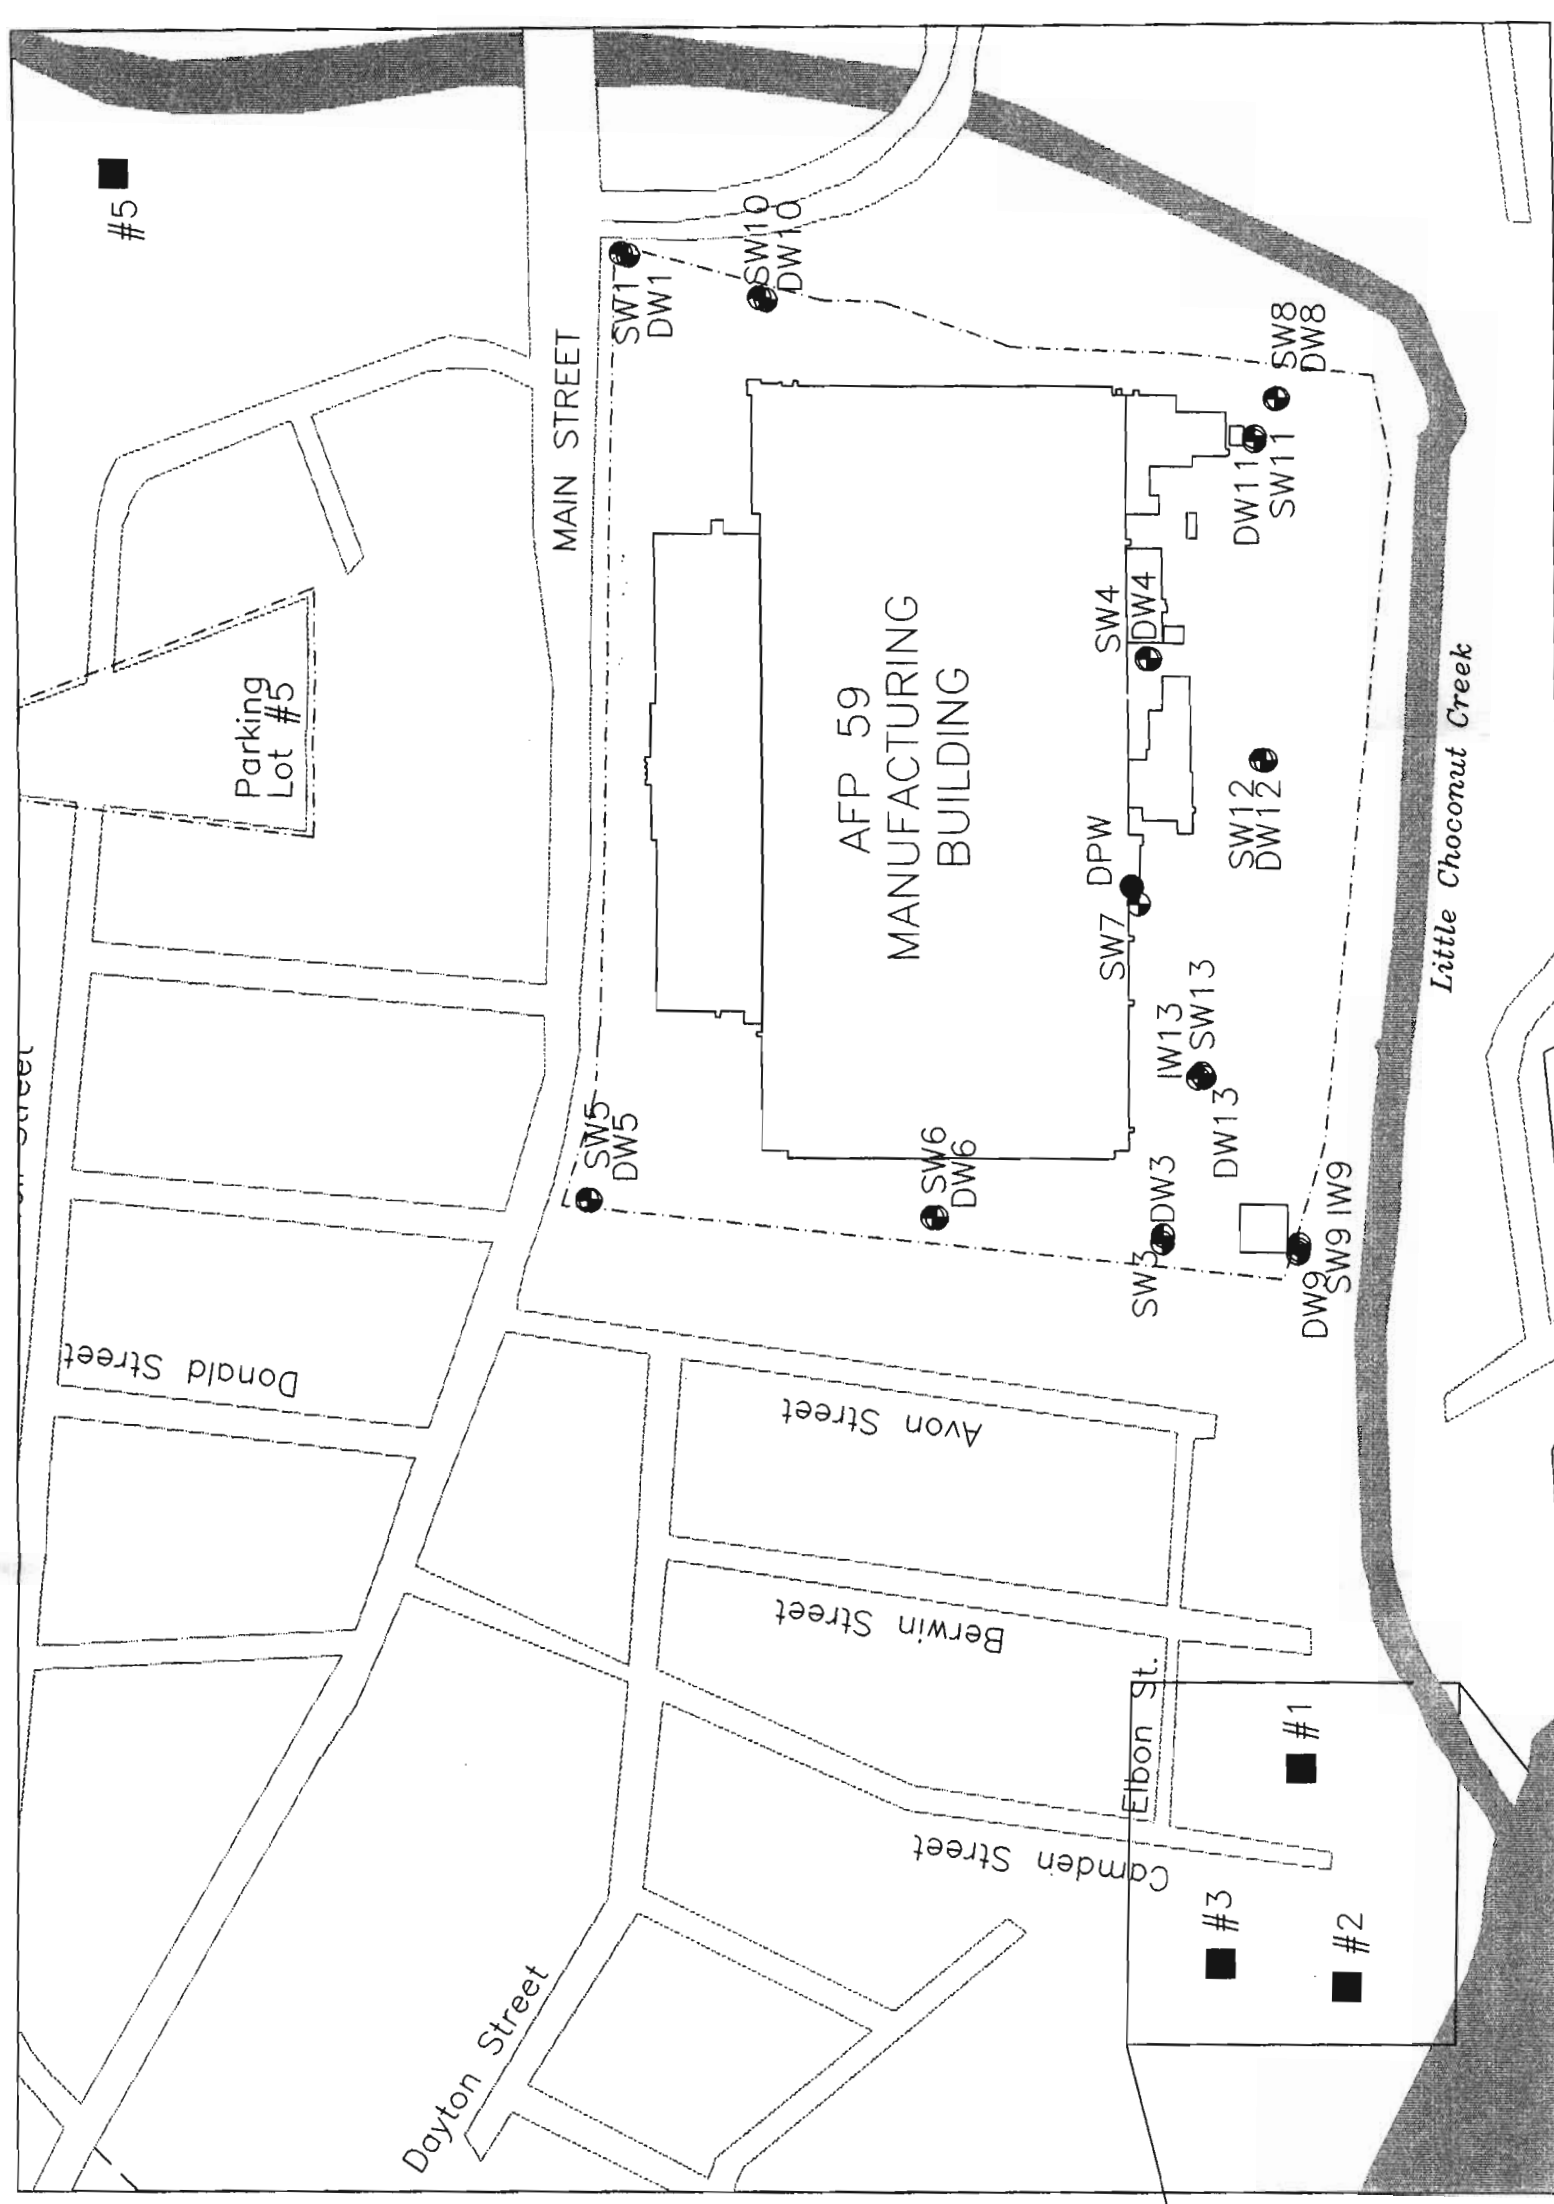 #5
SW10
DW10
SW1
DW1
MAIN STREET
SW8
DW8
DW11
SW11
Parking
Lot #5
SW4
DW4
AFP 59
MANUFACTURING
BUILDING
Little Choconut Creek
SW12
DW12
DPW
SW7
IW13
SW13
DW13
Street
SW5
DW5
SW6
DW6
DW3
SW3
SW9 IW9
DW9
Donald Street
Avon Street
Berwin Street
Elbon St.
#1
Camden Street
#3
#2
Dayton Street